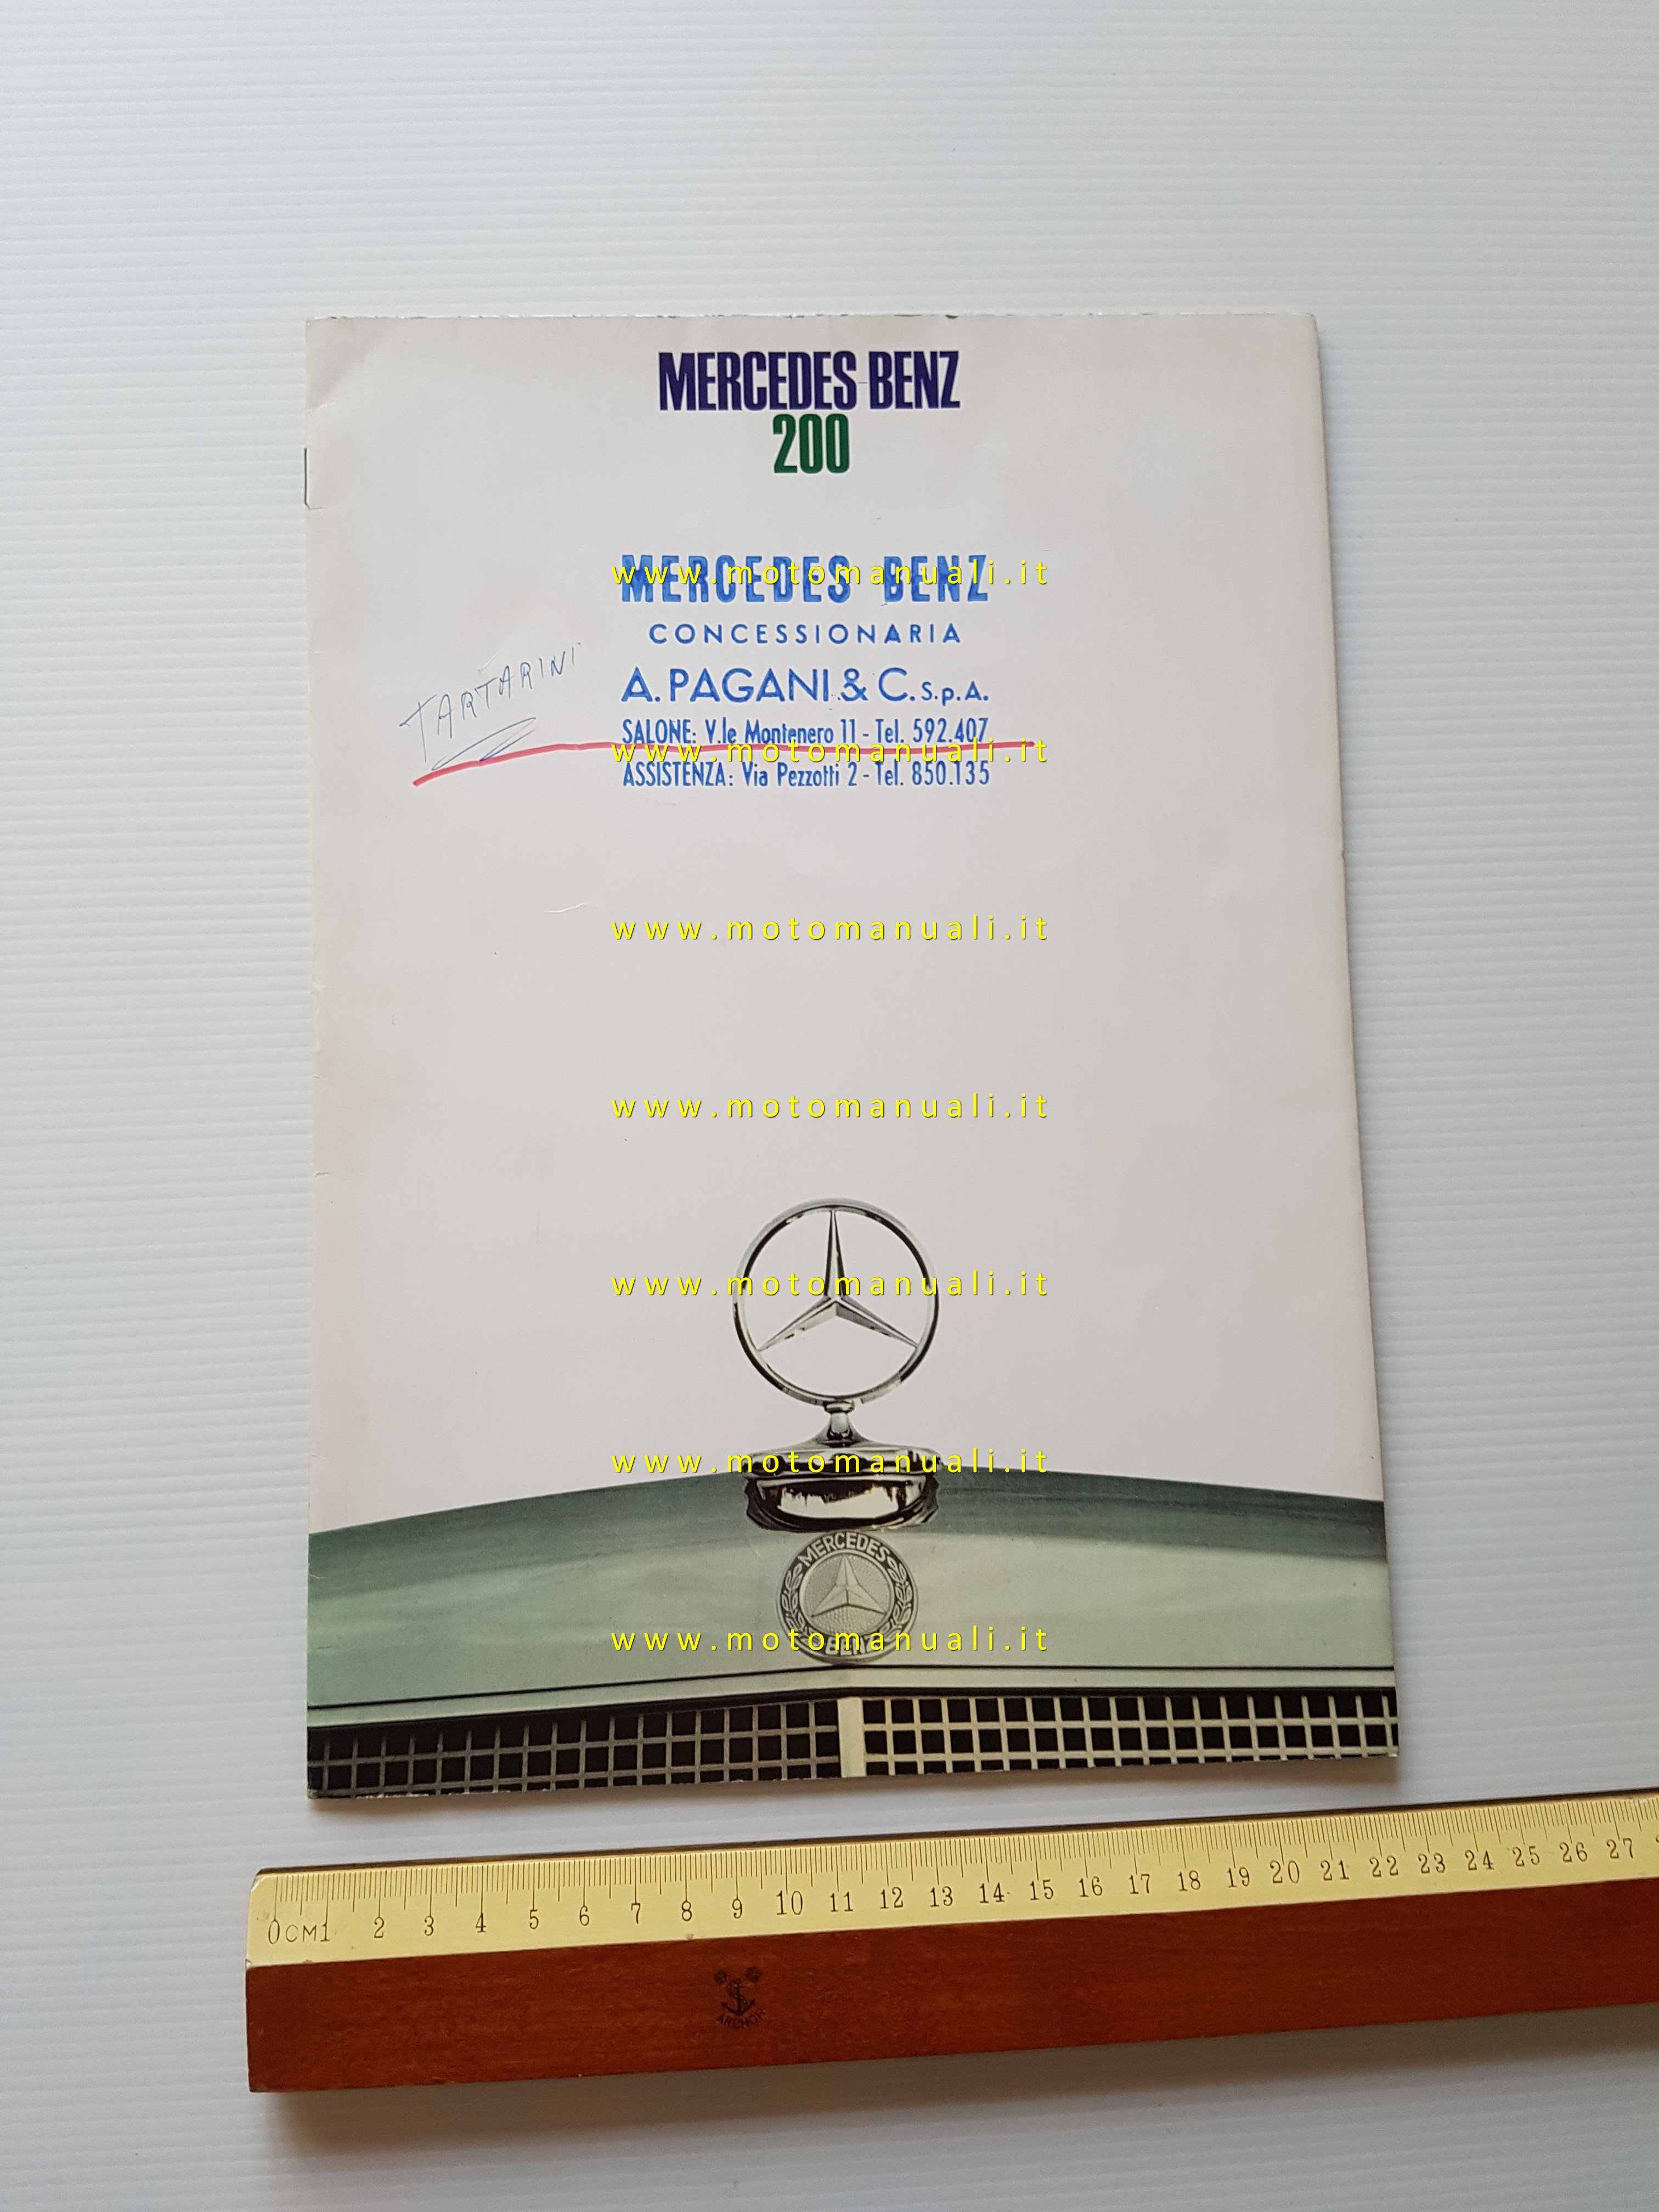 MERCEDES BENZ
200
MERCEDES BENZ
www.motomanuali.it
CONCESSIONARIA
TARTARINI
A. PAGANI & C. S.p.A.
SALONE: V.le Montenero 11 - Tel. 592.407
www.motomanuali.it
ASSISTENZA: Via Pezzotti 2 - Tel. 850.135
www.motomanuali.it
www.motomanuali.it
www.motomanuali.it
www.motomanuali.it
MERCEDES
www.motomanuali.it
BENZ
0CM1 2 3 4 5 6 7 8 9 10 11 12 13 14 15 16 17 18 19 20 21 22 23 24 25 26 27
ANCHOR